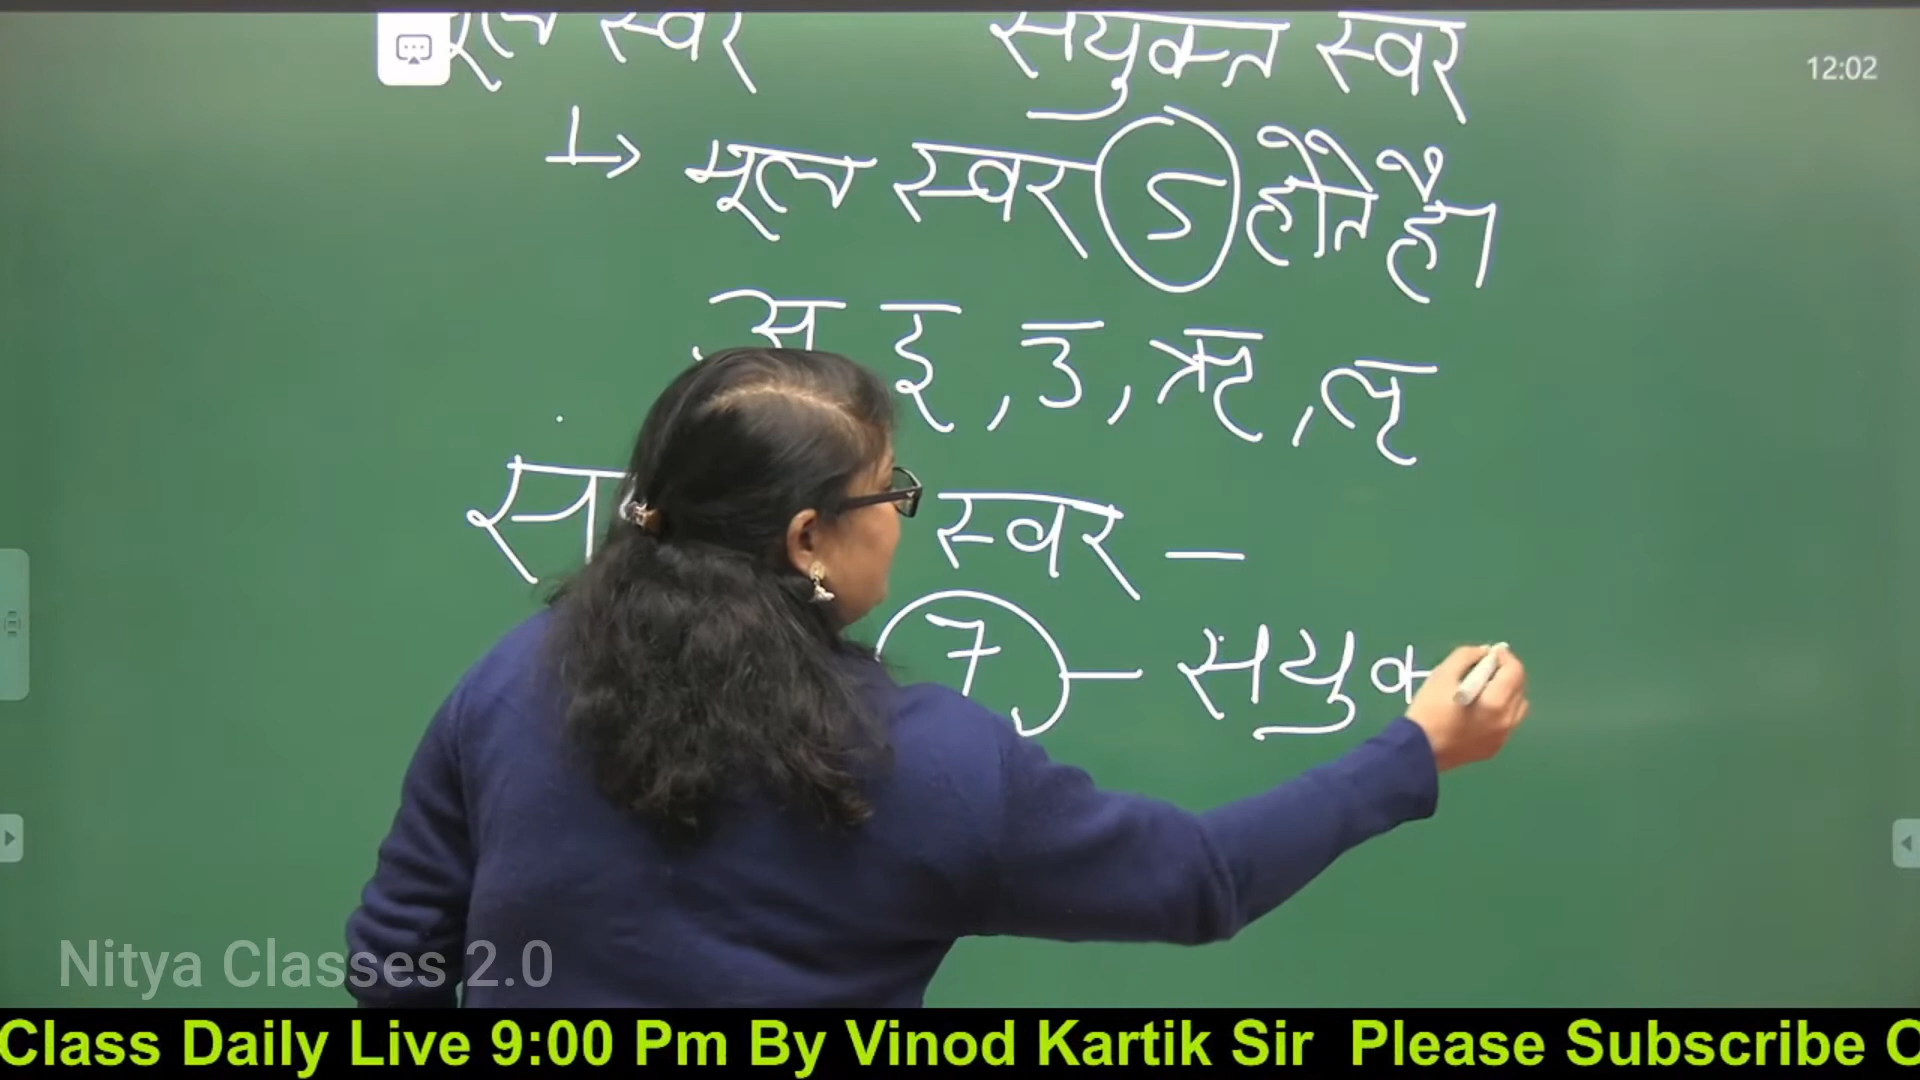 मूल स्वर संयुक्त स्वर
12:02
1→ मूल स्वर 5 होते है।
अ इ , उ , ऋ , लृ
स स्वर –
7 – संयुक
Nitya Classes 2.0
Class Daily Live 9:00 Pm By Vinod Kartik Sir Please Subscribe